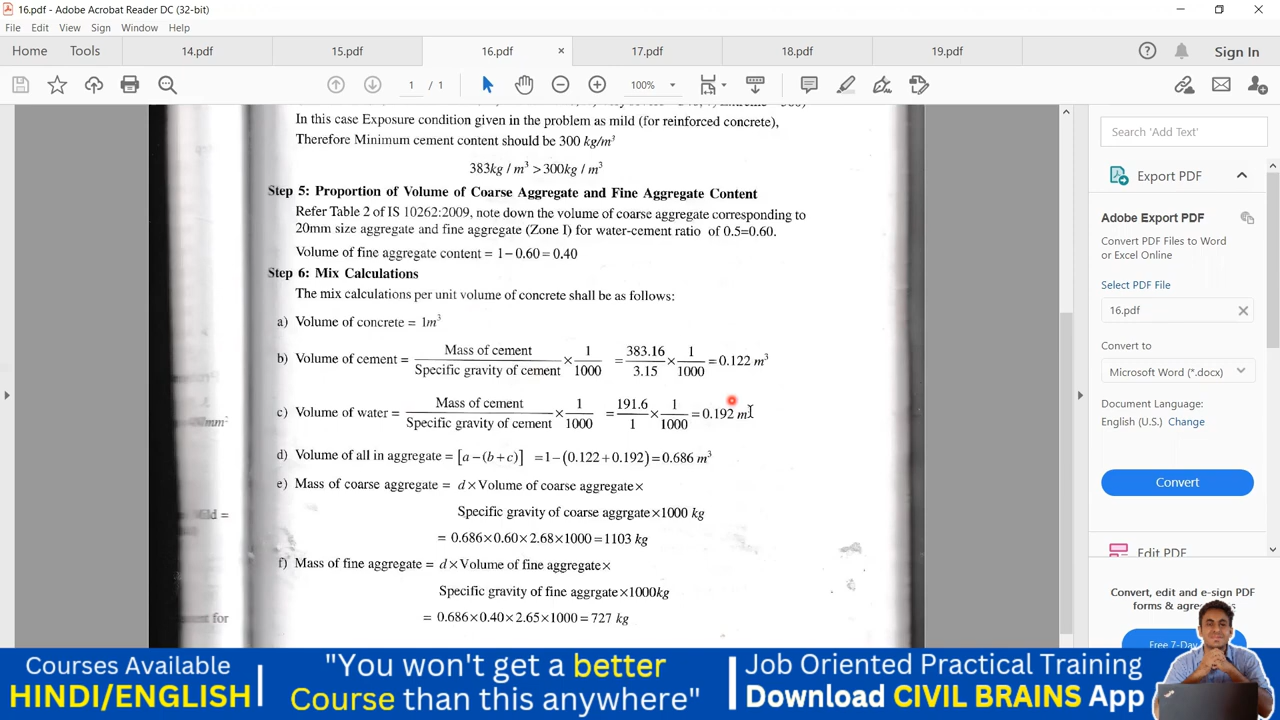 16.pdf - Adobe Acrobat Reader DC (32-bit)
File Edit View Sign Window Help
Home Tools 14.pdf 15.pdf 16.pdf × 17.pdf 18.pdf 19.pdf Sign In
1 / 1 100%
In this case Exposure condition given in the problem as mild (for reinforced concrete),
Therefore Minimum cement content should be 300 kg/m³
383kg / m³ > 300kg / m³
Step 5: Proportion of Volume of Coarse Aggregate and Fine Aggregate Content
Refer Table 2 of IS 10262:2009, note down the volume of coarse aggregate corresponding to
20mm size aggregate and fine aggregate (Zone I) for water-cement ratio of 0.5=0.60.
Volume of fine aggregate content = 1−0.60 = 0.40
Step 6: Mix Calculations
The mix calculations per unit volume of concrete shall be as follows:
a) Volume of concrete = 1m³
b) Volume of cement = Mass of cement / Specific gravity of cement × 1/1000 = 383.16/3.15 × 1/1000 = 0.122 m³
c) Volume of water = Mass of cement / Specific gravity of cement × 1/1000 = 191.6/1 × 1/1000 = 0.192 m
d) Volume of all in aggregate = [a−(b+c)] =1−(0.122+0.192) = 0.686 m³
e) Mass of coarse aggregate = d×Volume of coarse aggregate×
Specific gravity of coarse aggrgate×1000 kg
= 0.686×0.60×2.68×1000 = 1103 kg
f) Mass of fine aggregate = d×Volume of fine aggregate×
Specific gravity of fine aggrgate×1000kg
= 0.686×0.40×2.65×1000 = 727 kg
Search 'Add Text'
Export PDF
Adobe Export PDF
Convert PDF Files to Word
or Excel Online
Select PDF File
16.pdf
Convert to
Microsoft Word (*.docx)
Document Language:
English (U.S.) Change
Convert
Edit PDF
Convert, edit and e-sign PDF
forms & agree
Free 7-Day
Courses Available
HINDI/ENGLISH
"You won't get a better
Course than this anywhere"
Job Oriented Practical Training
Download CIVIL BRAINS App